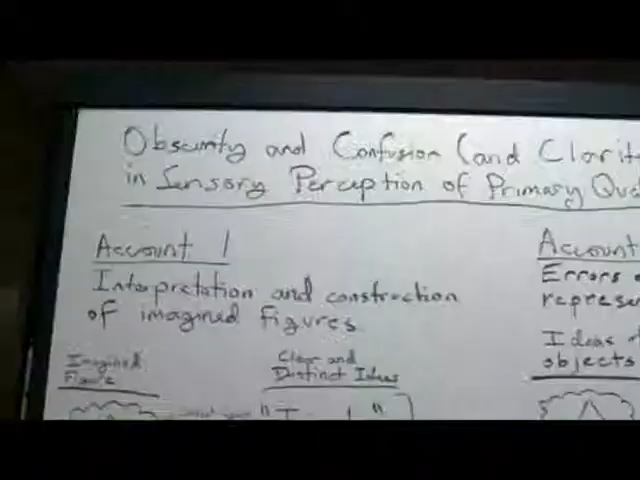 Obscurity and Confusion (and Clarit
in Sensory Perception of Primary Qua
Account 1
Interpretation and construction
of imagined figures
Imagined
Figure
Clear and
Distinct Ideas
Account
Errors o
represe
Ideas o
objects